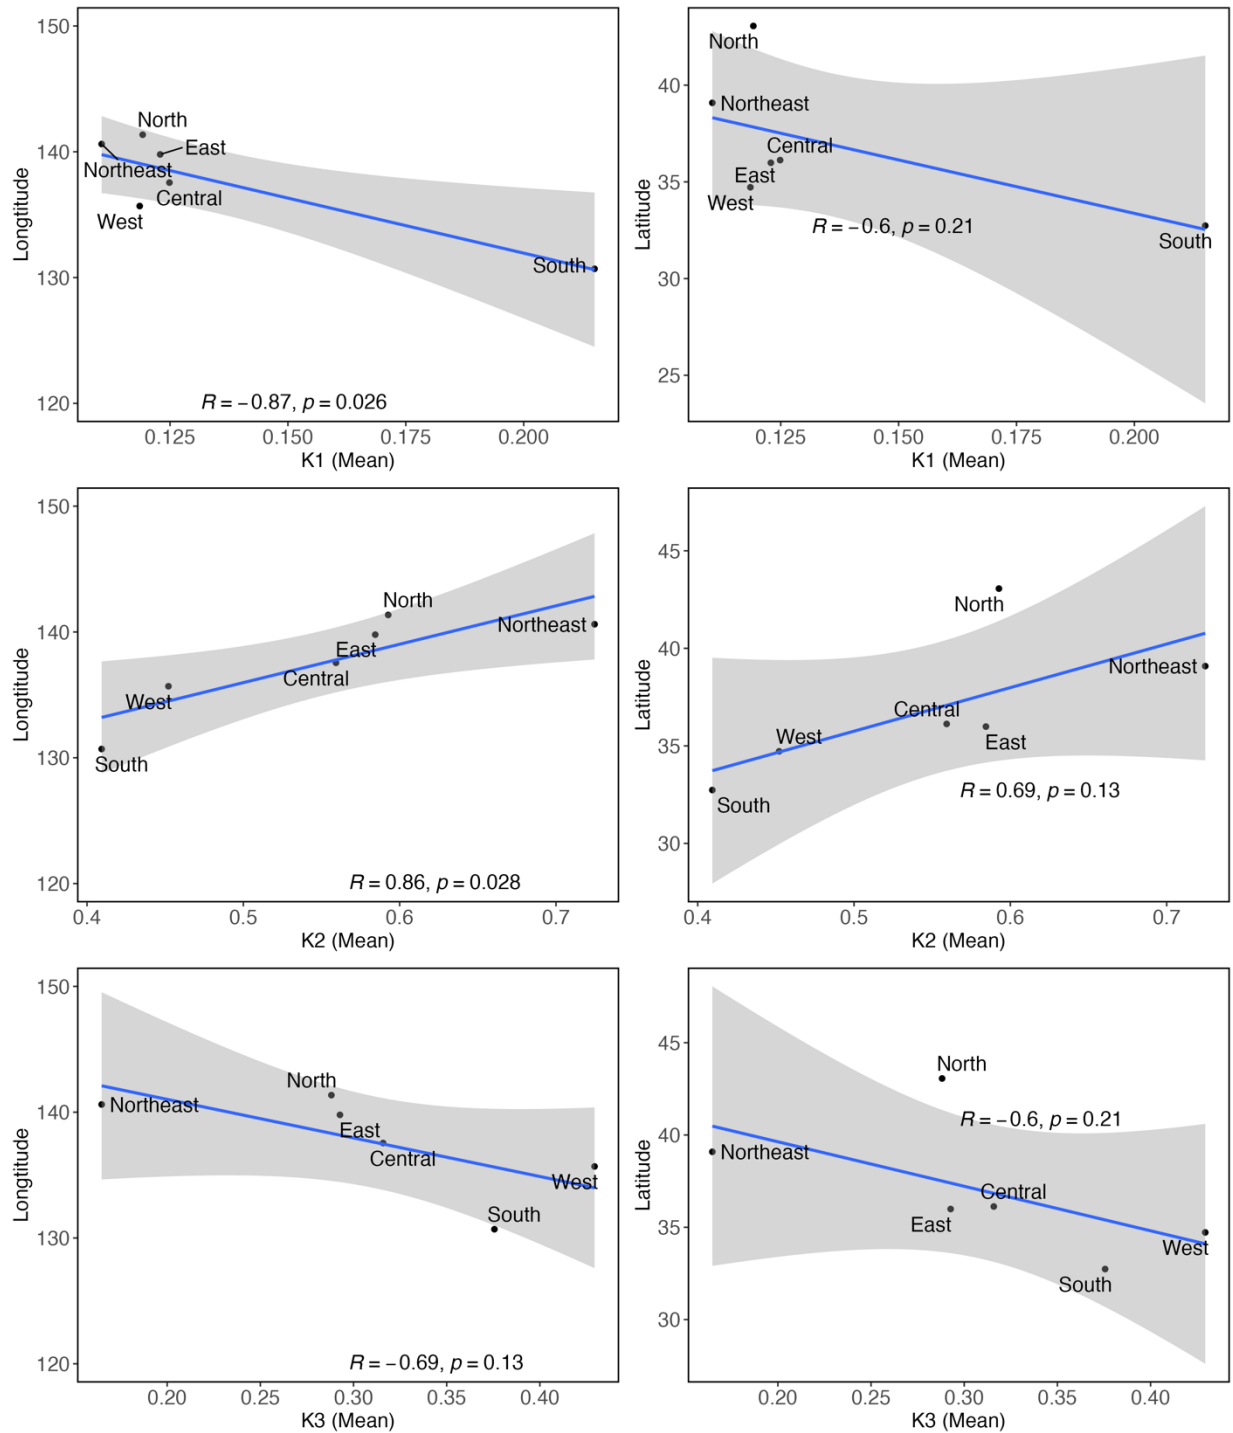 150
140
130
120
Longtitude
North
East
Northeast
Central
West
South
R = −0.87, p = 0.026
0.125 0.150 0.175 0.200
K1 (Mean)
40
35
30
25
Latitude
North
Northeast
Central
East
West
R = −0.6, p = 0.21
South
0.125 0.150 0.175 0.200
K1 (Mean)
150
140
130
120
Longtitude
North
Northeast
East
Central
West
South
R = 0.86, p = 0.028
0.4 0.5 0.6 0.7
K2 (Mean)
45
40
35
30
Latitude
North
Northeast
Central
West
East
R = 0.69, p = 0.13
South
0.4 0.5 0.6 0.7
K2 (Mean)
150
140
130
120
Longtitude
North
Northeast
East
Central
West
South
R = −0.69, p = 0.13
0.20 0.25 0.30 0.35 0.40
K3 (Mean)
45
40
35
30
Latitude
North
R = −0.6, p = 0.21
Northeast
Central
East
West
South
0.20 0.25 0.30 0.35 0.40
K3 (Mean)